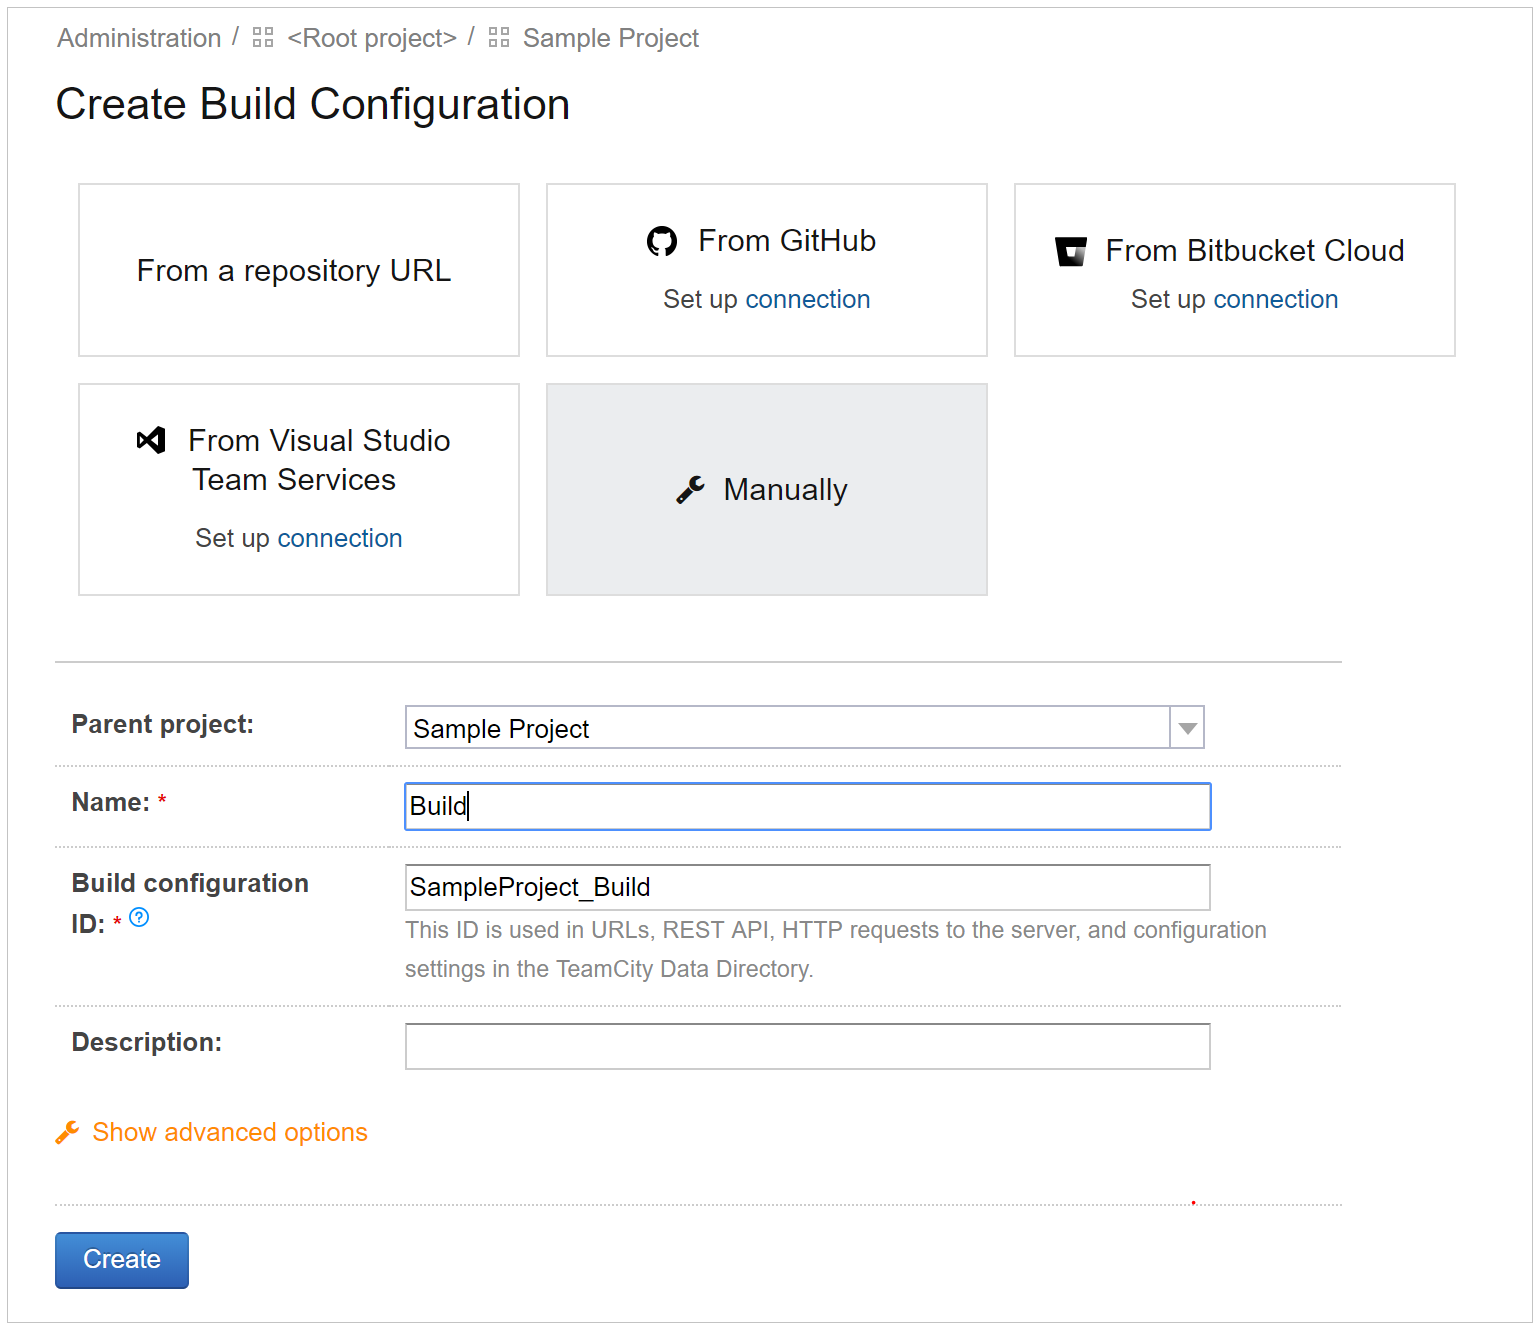 Administration / <Root project> / Sample Project
Create Build Configuration
From a repository URL
From GitHub
Set up connection
From Bitbucket Cloud
Set up connection
From Visual Studio
Team Services
Set up connection
Manually
Parent project:
Sample Project
Name: *
Build
Build configuration
ID: * ?
SampleProject_Build
This ID is used in URLs, REST API, HTTP requests to the server, and configuration
settings in the TeamCity Data Directory.
Description:
Show advanced options
Create